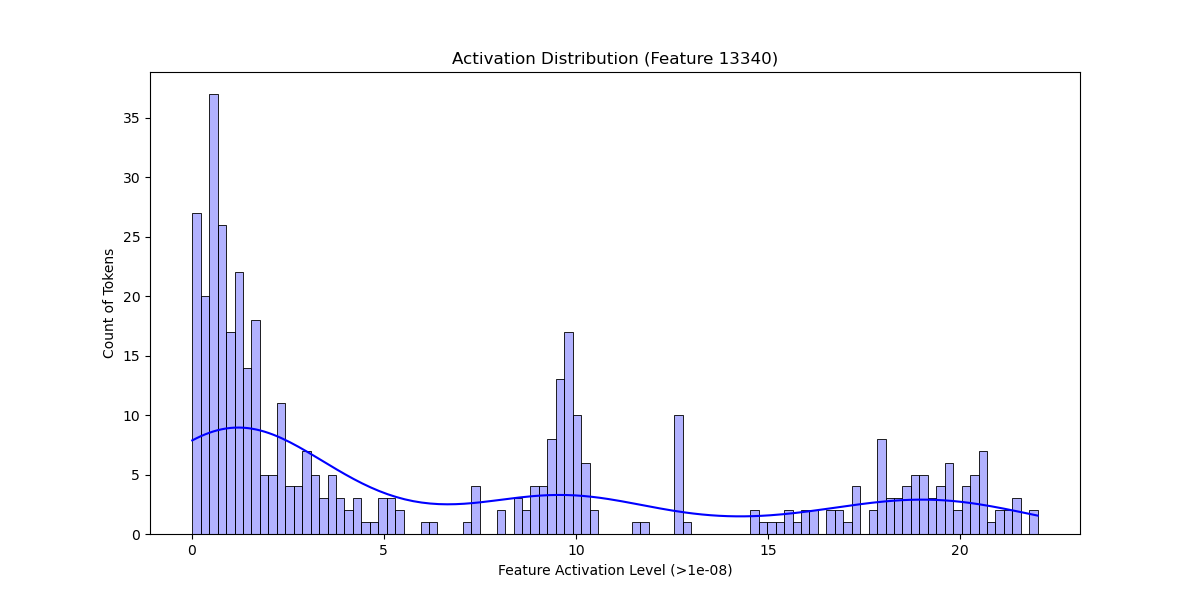 Activation Distribution (Feature 13340)
35
30
25
20
15
10
5
0
Count of Tokens
0 5 10 15 20
Feature Activation Level (>1e-08)